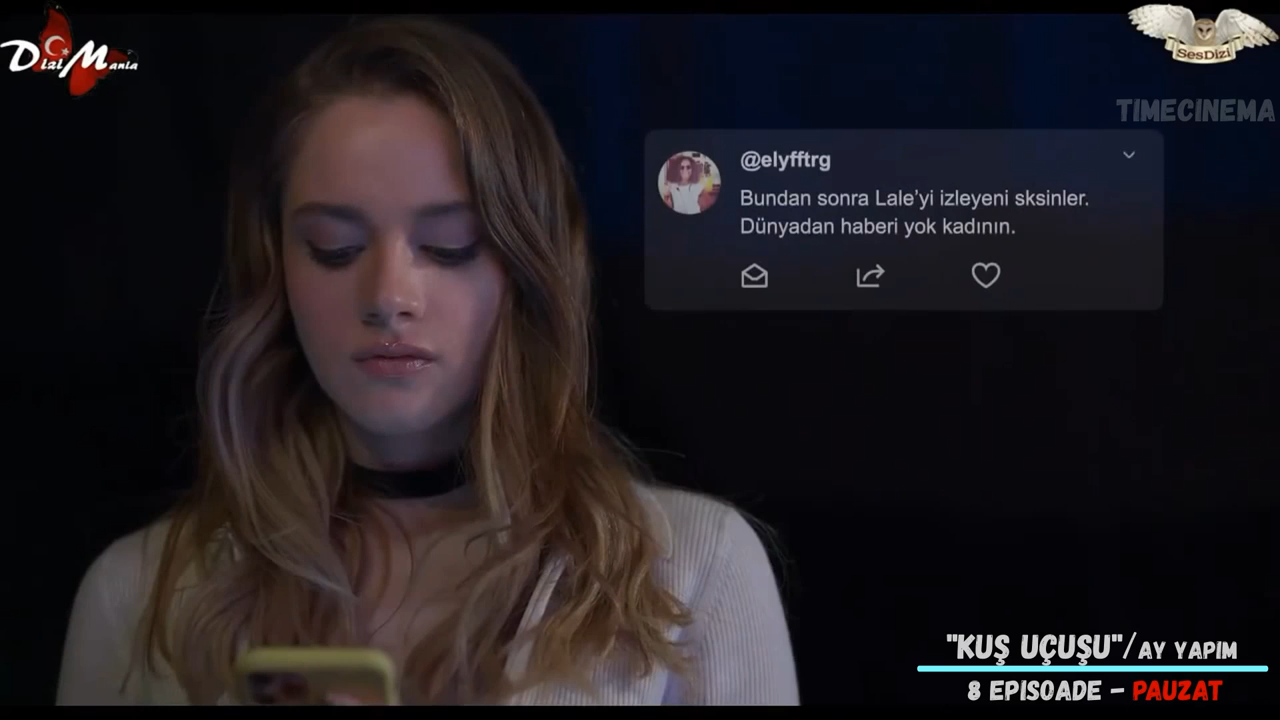 DiziMania
SesDizi
TIMECINEMA
@elyfftrg
Bundan sonra Lale'yi izleyeni sksinler.
Dünyadan haberi yok kadının.
"KUŞ UÇUŞU"/AY YAPIM
8 EPISOADE – PAUZAT